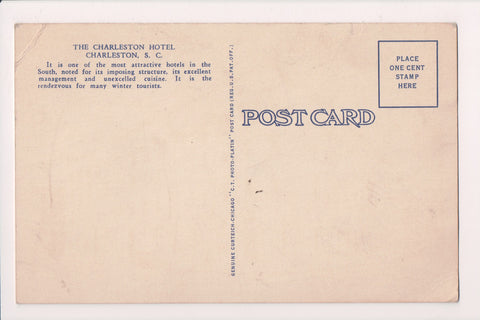 THE CHARLESTON HOTEL
CHARLESTON, S. C.
It is one of the most attractive hotels in the
South, noted for its imposing structure, its excellent
management and unexcelled cuisine. It is the
rendezvous for many winter tourists.
GENUINE CURTEICH-CHICAGO "C.T. PHOTO-PLATIN" POST CARD (REG. U.S. PAT. OFF.)
POST CARD
PLACE
ONE CENT
STAMP
HERE